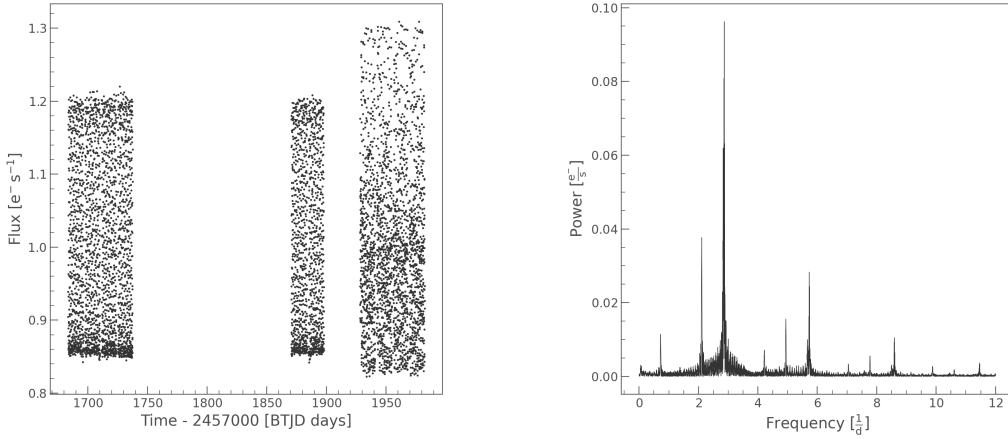 1.3
1.2
1.1
1.0
0.9
0.8
Flux [e⁻ s⁻¹]
1700 1750 1800 1850 1900 1950
Time - 2457000 [BTJD days]
0.10
0.08
0.06
0.04
0.02
0.00
Power [e⁻/s]
0 2 4 6 8 10 12
Frequency [1/d]